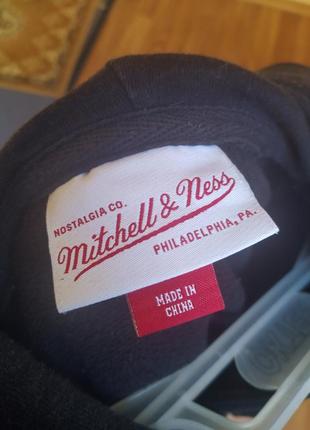 NOSTALGIA CO.
Mitchell & Ness
PHILADELPHIA, PA.
MADE IN
CHINA